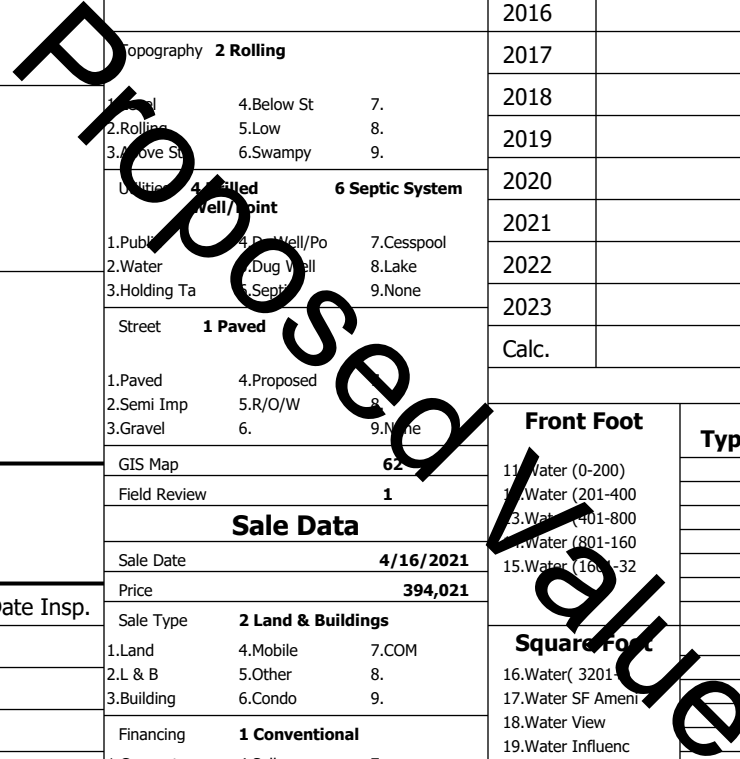 Topography 2 Rolling
4.Below St 7.
2.Rolling 5.Low 8.
3.Above St 6.Swampy 9.
Utilities 4 Drilled 6 Septic System
Well/Point
1.Public 4.Dr Well/Po 7.Cesspool
2.Water 5.Dug Well 8.Lake
3.Holding Ta 6.Septic 9.None
Street 1 Paved
1.Paved 4.Proposed
2.Semi Imp 5.R/O/W 8.
3.Gravel 6. 9.None
GIS Map 62
Field Review 1
Sale Data
Sale Date 4/16/2021
Price 394,021
Sale Type 2 Land & Buildings
1.Land 4.Mobile 7.COM
2.L & B 5.Other 8.
3.Building 6.Condo 9.
Financing 1 Conventional
Date Insp.
2016
2017
2018
2019
2020
2021
2022
2023
Calc.
Front Foot
Typ
11.Water (0-200)
12.Water (201-400
13.Water (401-800
14.Water (801-160
15.Water (1601-32
Square Foot
16.Water( 3201-
17.Water SF Ameni
18.Water View
19.Water Influenc
Proposed Value